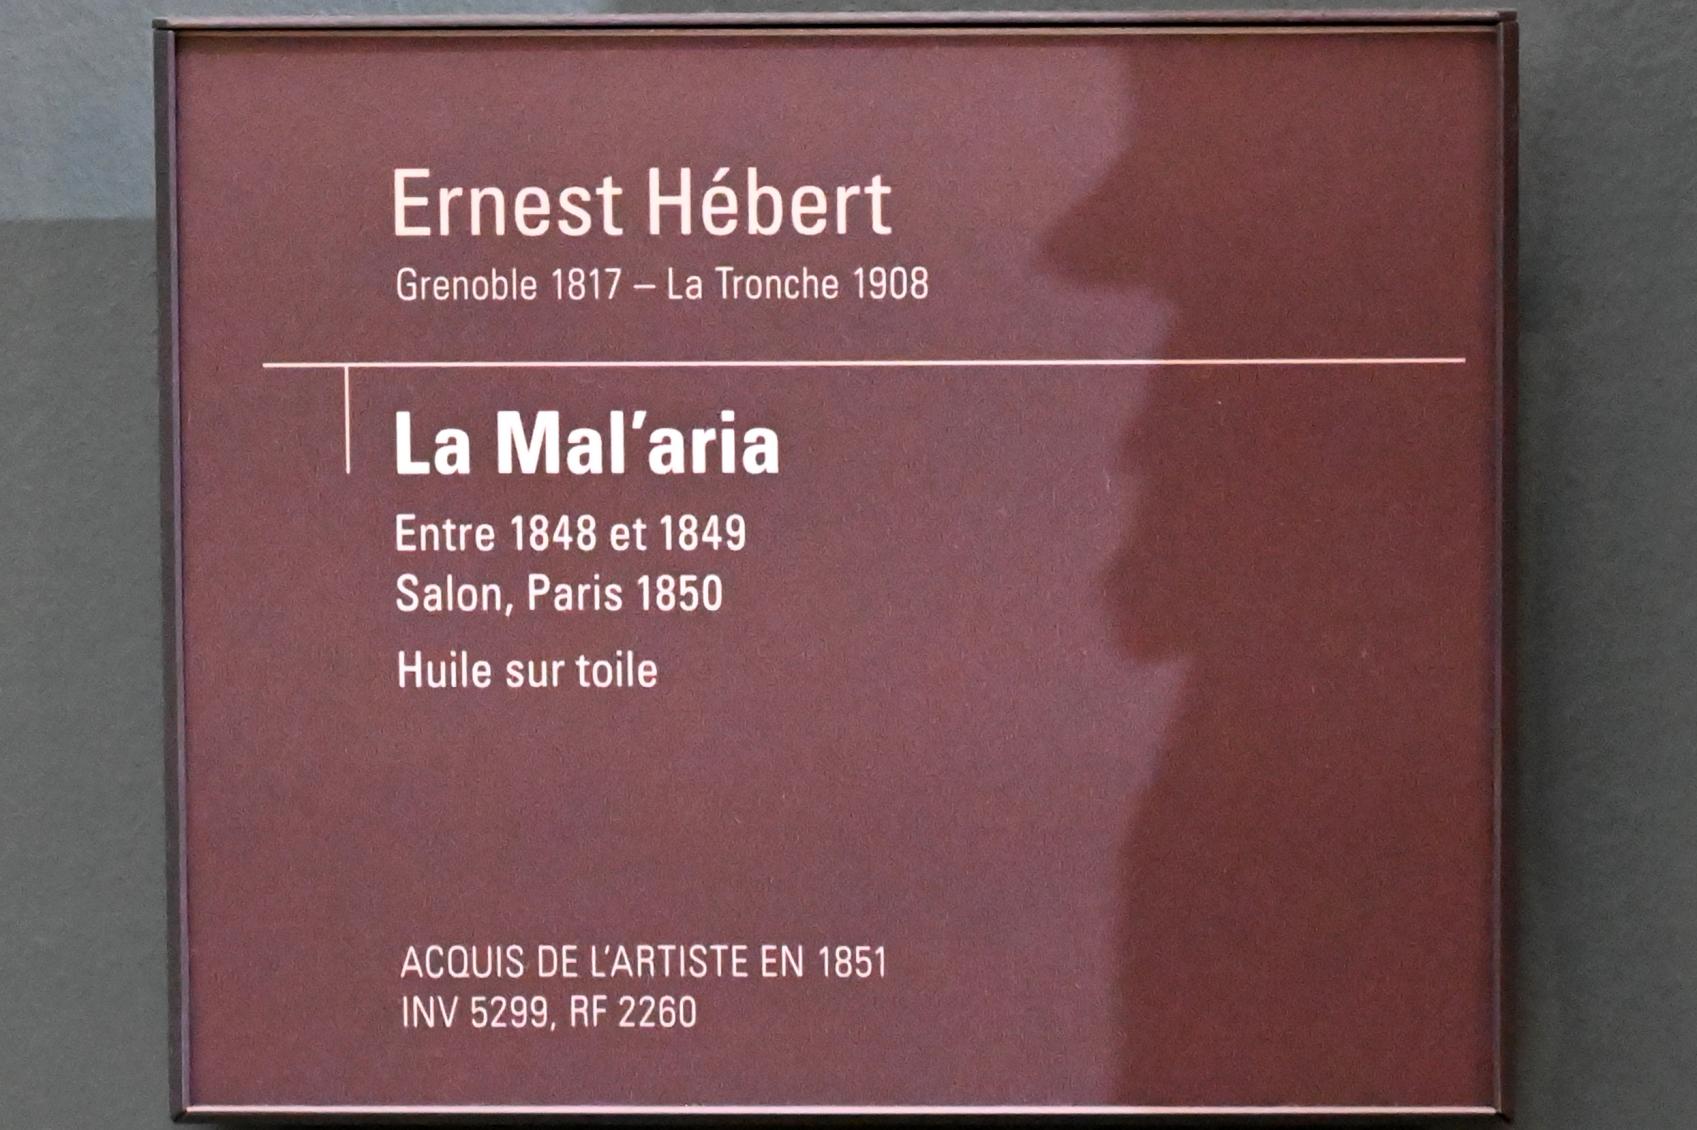 Ernest Hébert
Grenoble 1817 – La Tronche 1908
La Mal’aria
Entre 1848 et 1849
Salon, Paris 1850
Huile sur toile
ACQUIS DE L’ARTISTE EN 1851
INV 5299, RF 2260